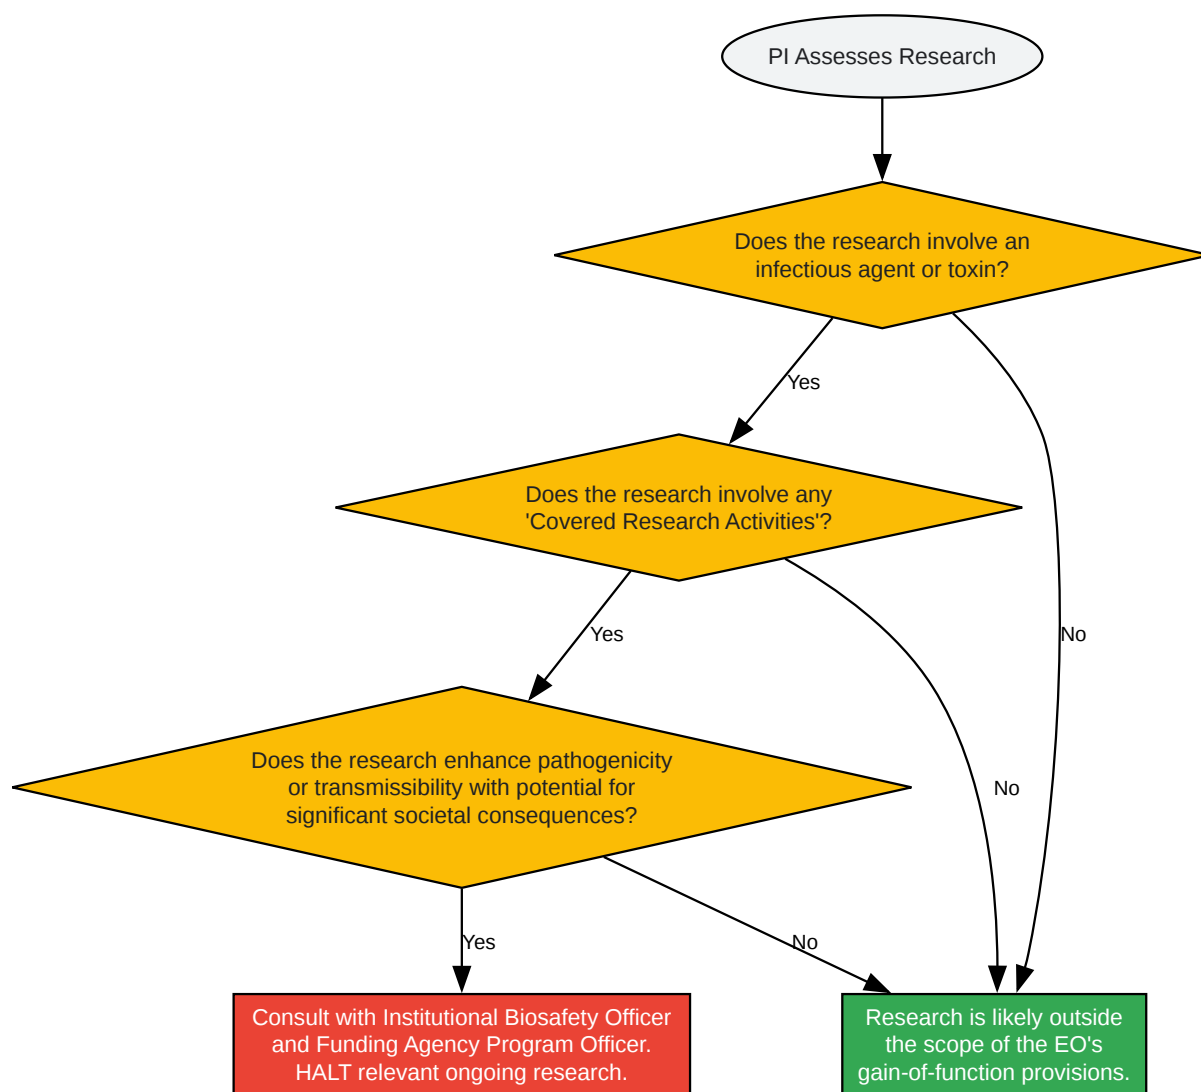 PI Assesses Research
Does the research involve an
infectious agent or toxin?
Yes
Does the research involve any
'Covered Research Activities'?
Yes
No
Does the research enhance pathogenicity
or transmissibility with potential for
significant societal consequences?
No
Yes
No
Consult with Institutional Biosafety Officer
and Funding Agency Program Officer.
HALT relevant ongoing research.
Research is likely outside
the scope of the EO's
gain-of-function provisions.